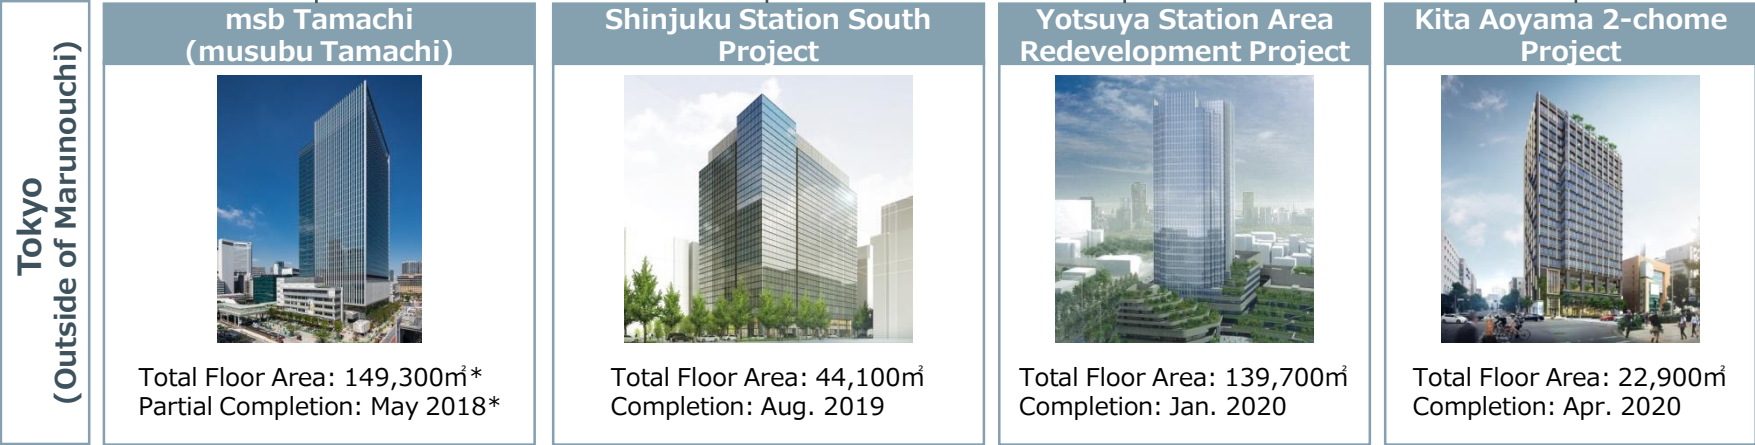 Tokyo
(Outside of Marunouchi)
msb Tamachi
(musubu Tamachi)
Total Floor Area: 149,300㎡*
Partial Completion: May 2018*
Shinjuku Station South
Project
Total Floor Area: 44,100㎡
Completion: Aug. 2019
Yotsuya Station Area
Redevelopment Project
Total Floor Area: 139,700㎡
Completion: Jan. 2020
Kita Aoyama 2-chome
Project
Total Floor Area: 22,900㎡
Completion: Apr. 2020